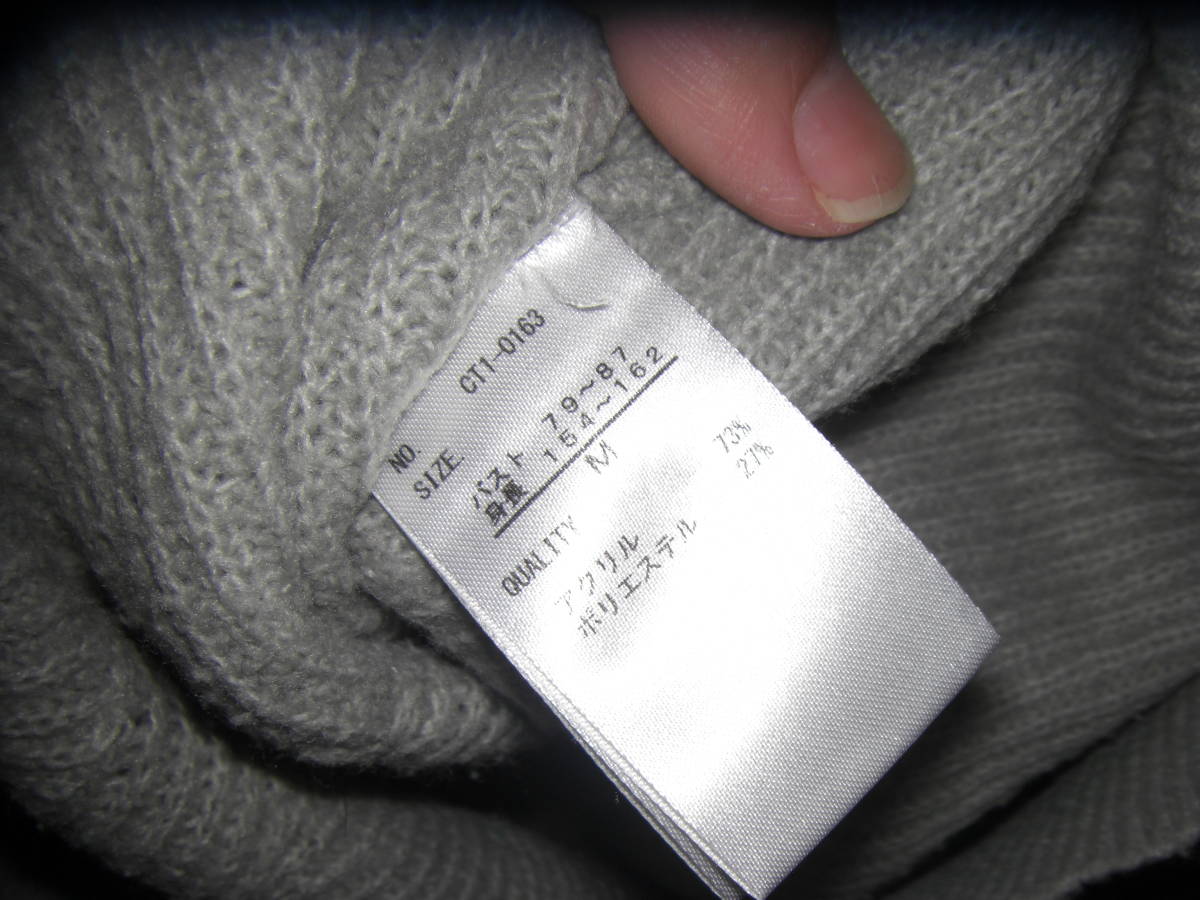 NO. CT1-0163
SIZE
バスト 79～87
身長 154～162
M
QUALITY
アクリル 73%
ポリエステル 27%